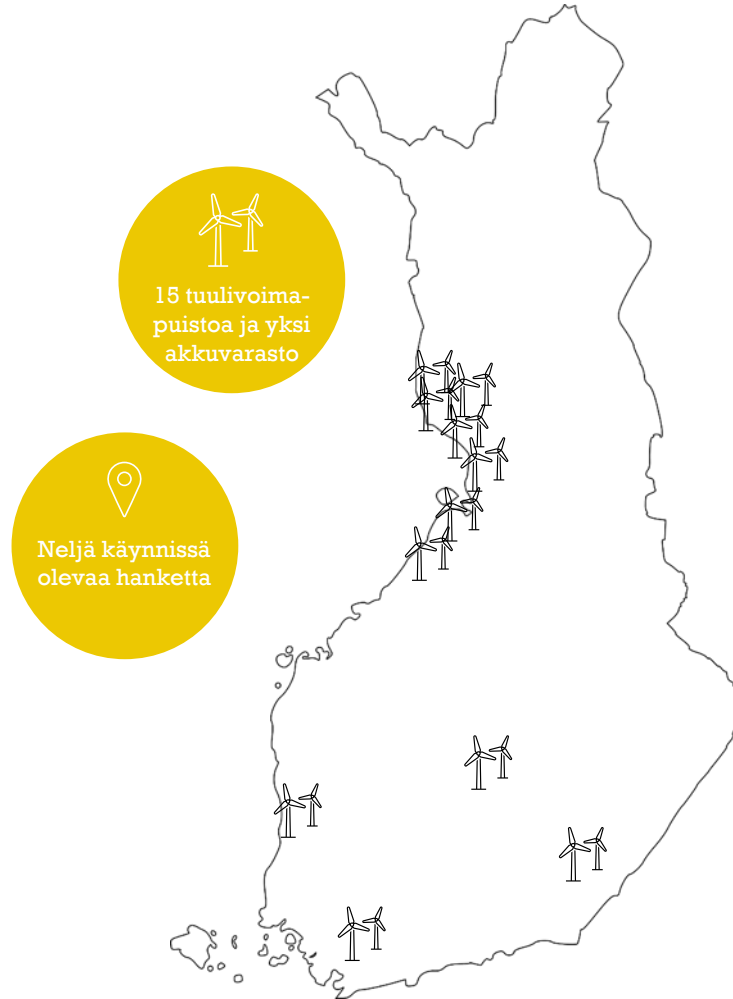 15 tuulivoima-
puistoa ja yksi
akkuvarasto
Neljä käynnissä
olevaa hanketta